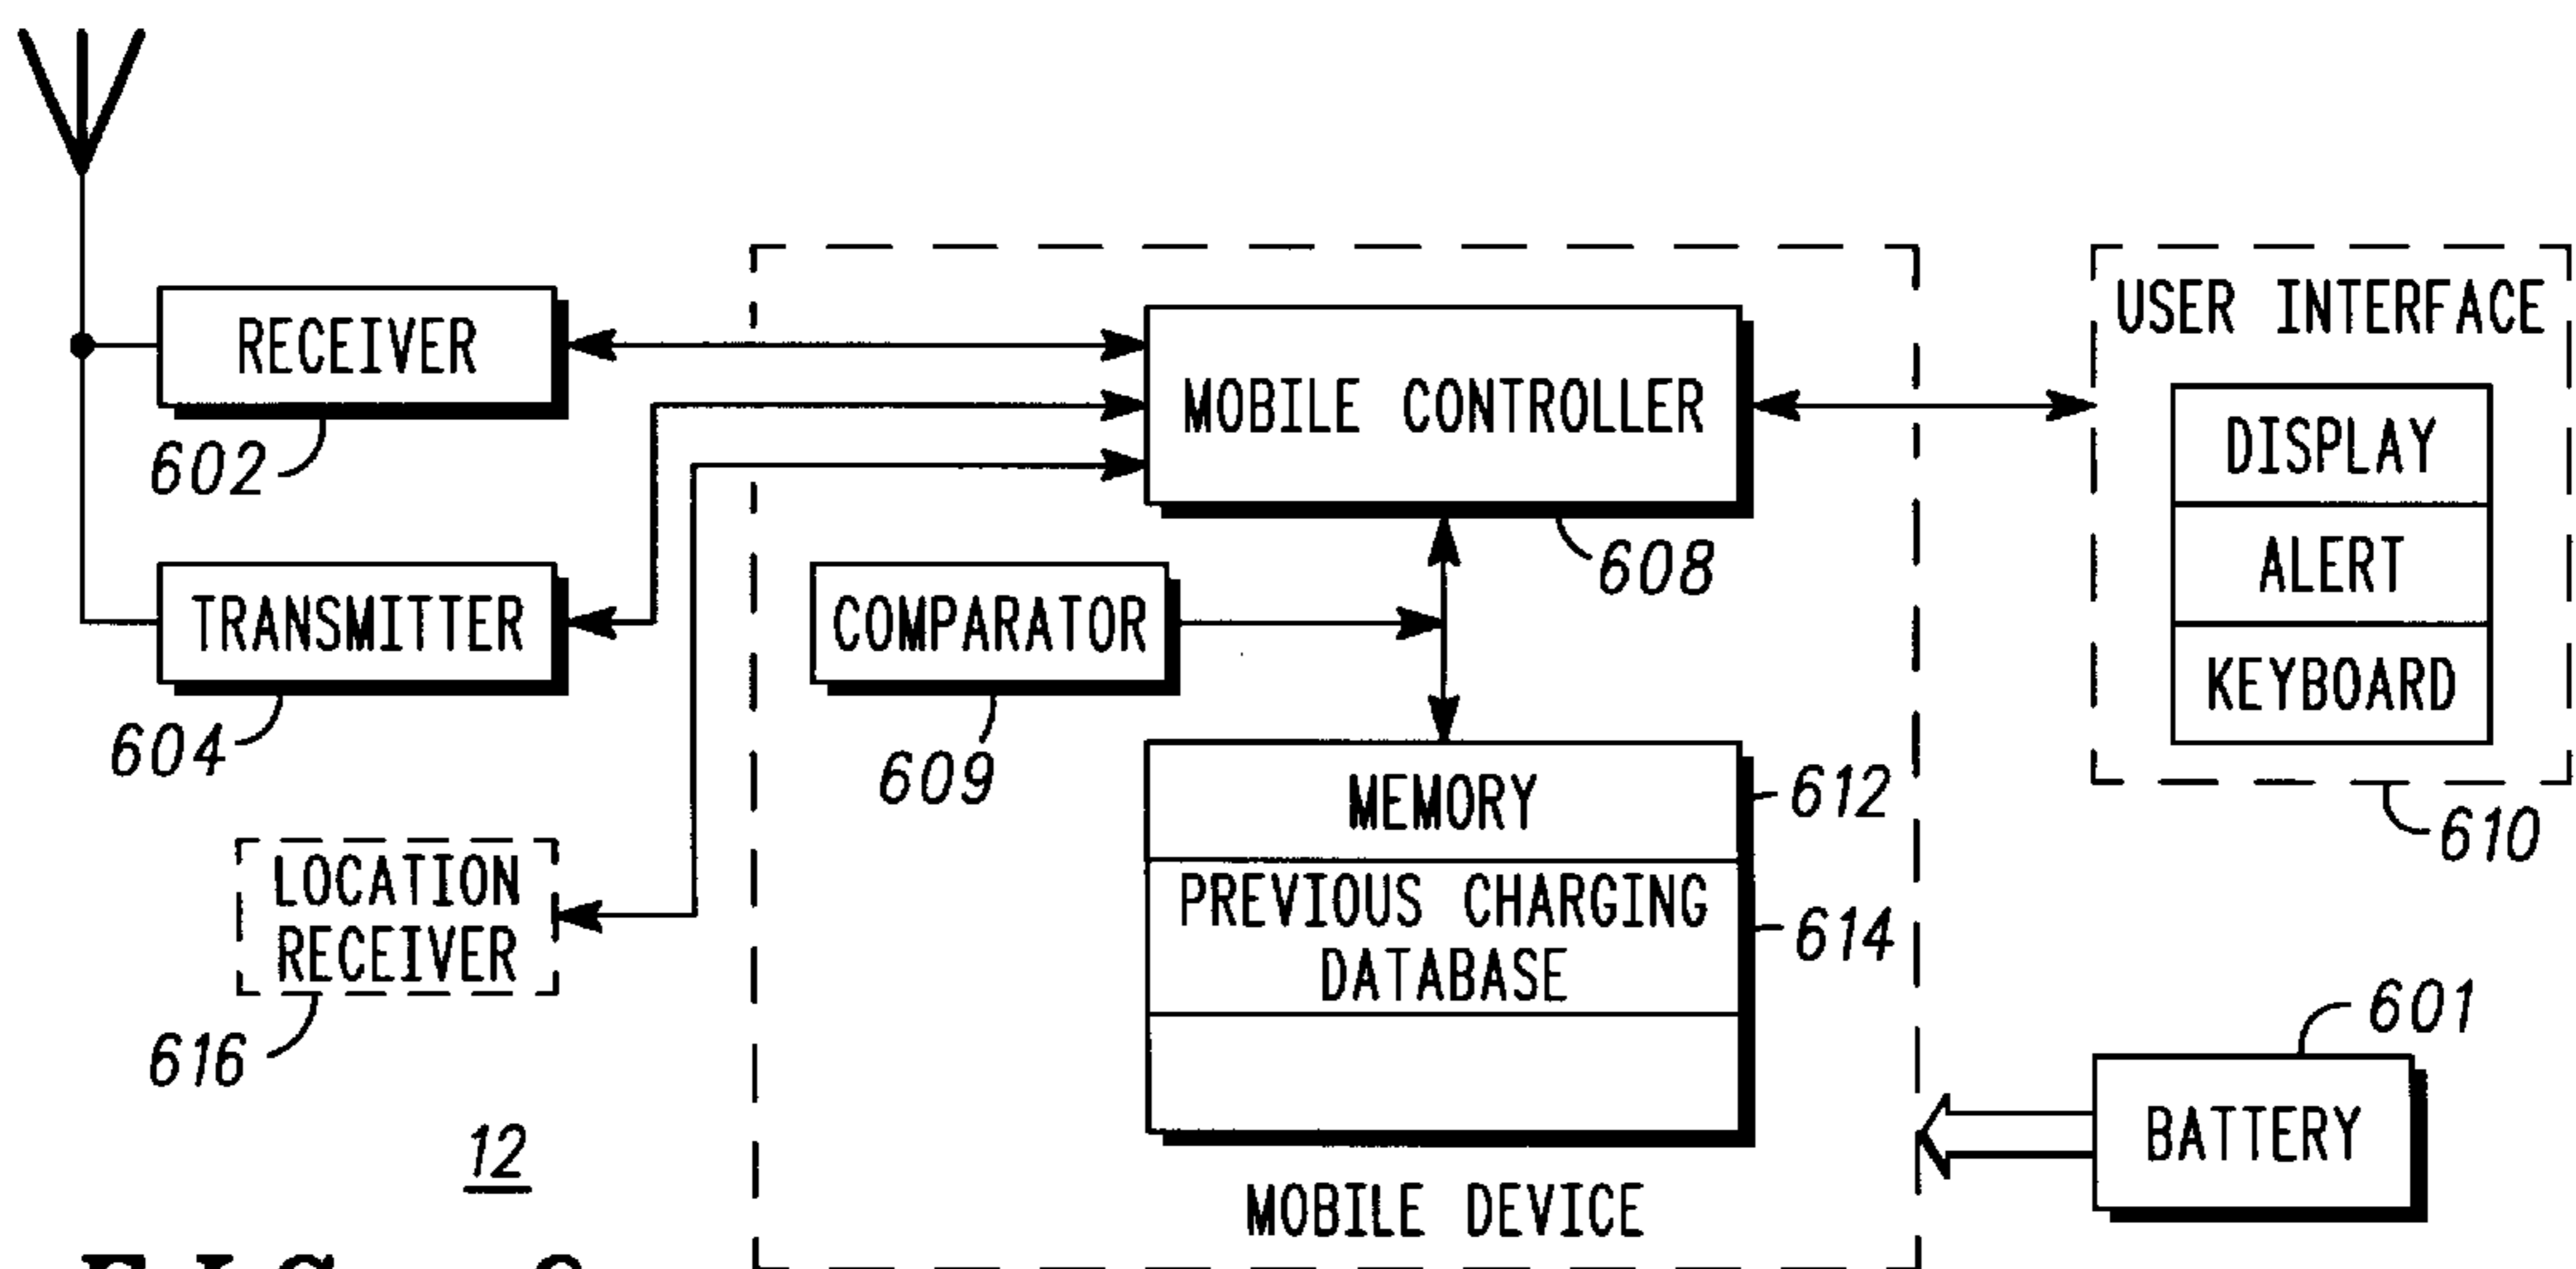 RECEIVER
602
TRANSMITTER
604
LOCATION
RECEIVER
616
12
MOBILE CONTROLLER
608
COMPARATOR
609
MEMORY
612
PREVIOUS CHARGING
DATABASE
614
MOBILE DEVICE
USER INTERFACE
DISPLAY
ALERT
KEYBOARD
610
601
BATTERY